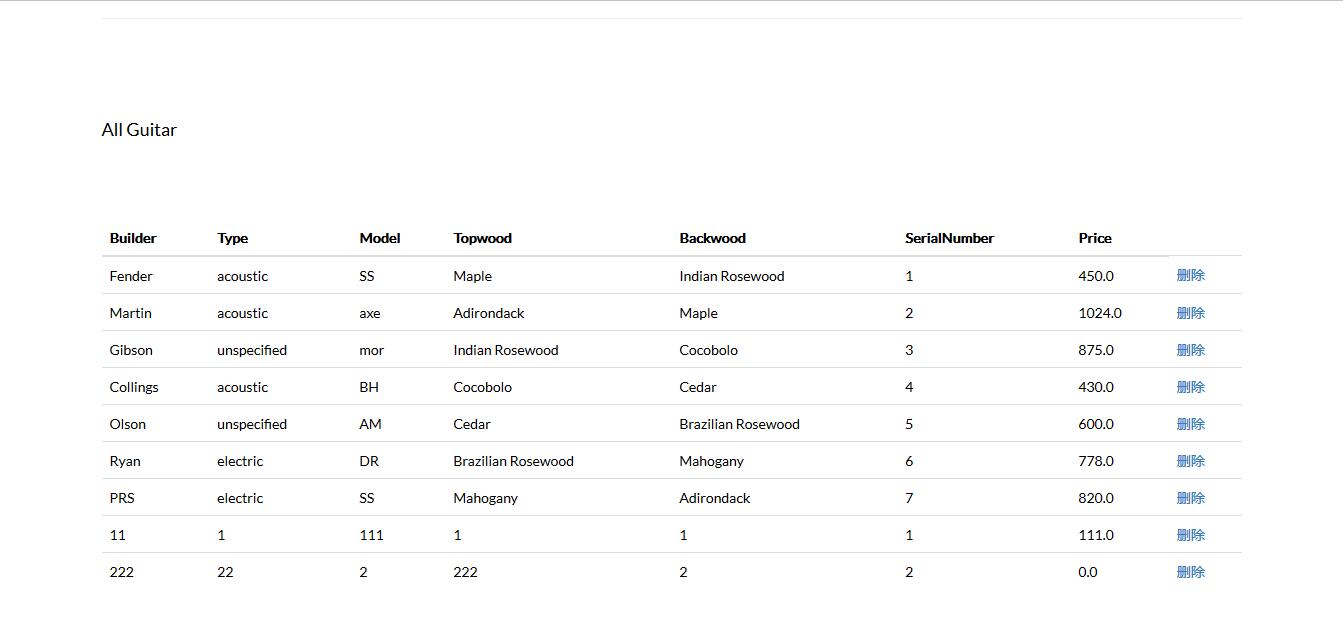 All Guitar
Builder Type Model Topwood Backwood SerialNumber Price
Fender acoustic SS Maple Indian Rosewood 1 450.0 删除
Martin acoustic axe Adirondack Maple 2 1024.0 删除
Gibson unspecified mor Indian Rosewood Cocobolo 3 875.0 删除
Collings acoustic BH Cocobolo Cedar 4 430.0 删除
Olson unspecified AM Cedar Brazilian Rosewood 5 600.0 删除
Ryan electric DR Brazilian Rosewood Mahogany 6 778.0 删除
PRS electric SS Mahogany Adirondack 7 820.0 删除
11 1 111 1 1 1 111.0 删除
222 22 2 222 2 2 0.0 删除